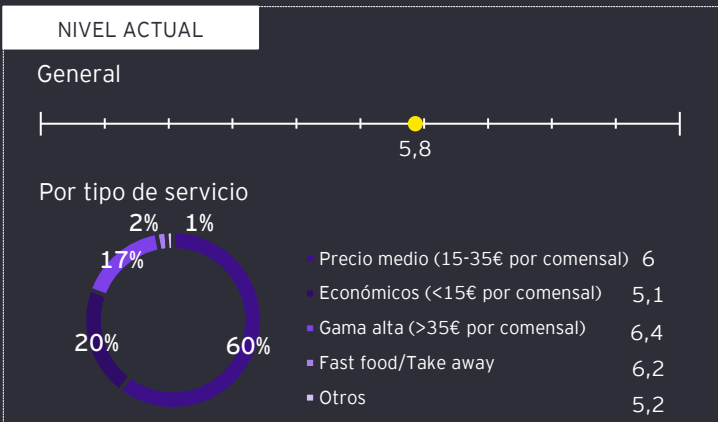 NIVEL ACTUAL
General
5,8
Por tipo de servicio
2% 1%
17%
20%
60%
Precio medio (15-35€ por comensal) 6
Económicos (<15€ por comensal) 5,1
Gama alta (>35€ por comensal) 6,4
Fast food/Take away 6,2
Otros 5,2